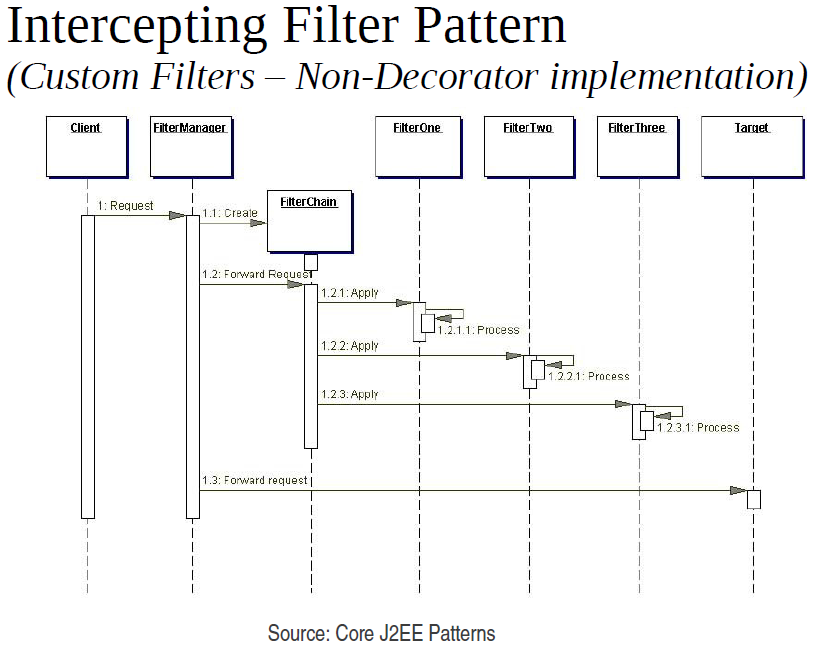 Intercepting Filter Pattern
(Custom Filters – Non-Decorator implementation)
Client
FilterManager
FilterOne
FilterTwo
FilterThree
Target
1: Request
1.1: Create
FilterChain
1.2: Forward Request
1.2.1: Apply
1.2.1.1: Process
1.2.2: Apply
1.2.2.1: Process
1.2.3: Apply
1.2.3.1: Process
1.3: Forward request
Source: Core J2EE Patterns